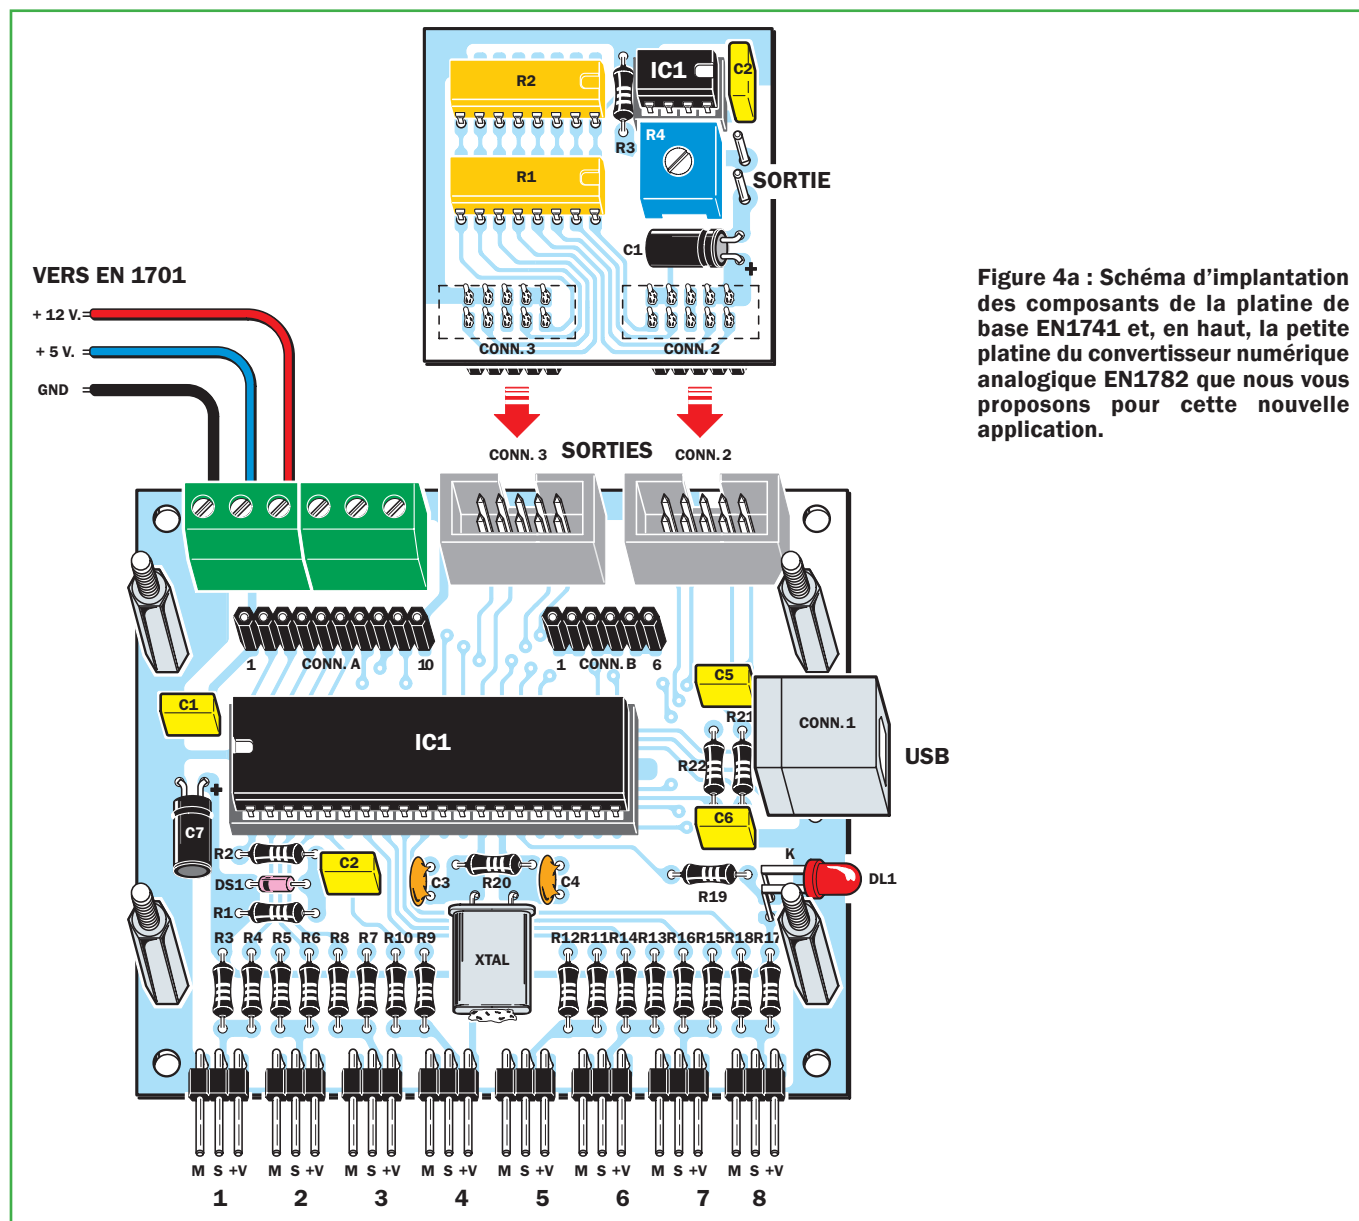 IC1
C2
R2
R4
R3
R1
SORTIE
C1
+
CONN. 3
CONN. 2
VERS EN 1701
+ 12 V.
+ 5 V.
GND
Figure 4a : Schéma d'implantation
des composants de la platine de
base EN1741 et, en haut, la petite
platine du convertisseur numérique
analogique EN1782 que nous vous
proposons pour cette nouvelle
application.
CONN. 3 SORTIES CONN. 2
1 CONN. A 10
1 CONN. B 6
C5
C1
R21
CONN. 1
IC1
USB
R22
+
C7
C6
R2
C2
K
DS1
C3
R20
C4
R19
DL1
R1
R3 R4 R5 R6 R8 R7 R10 R9
R12 R11 R14 R13 R16 R15 R18 R17
XTAL
M S +V M S +V M S +V M S +V M S +V M S +V M S +V M S +V
1 2 3 4 5 6 7 8